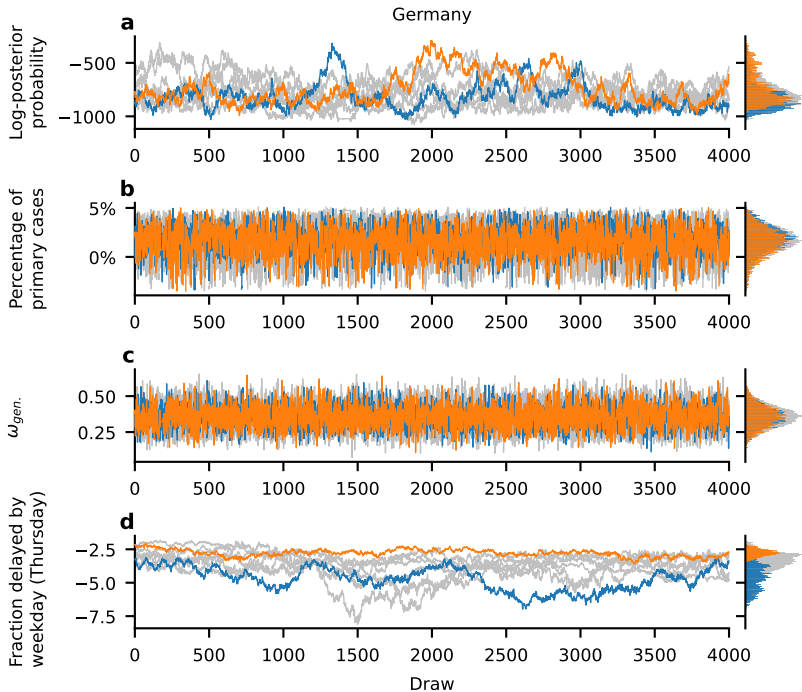 Germany
a
Log-posterior
probability
−500
−1000
0 500 1000 1500 2000 2500 3000 3500 4000
b
Percentage of
primary cases
5%
0%
0 500 1000 1500 2000 2500 3000 3500 4000
c
ω_gen.
0.50
0.25
0 500 1000 1500 2000 2500 3000 3500 4000
d
Fraction delayed by
weekday (Thursday)
−2.5
−5.0
−7.5
0 500 1000 1500 2000 2500 3000 3500 4000
Draw